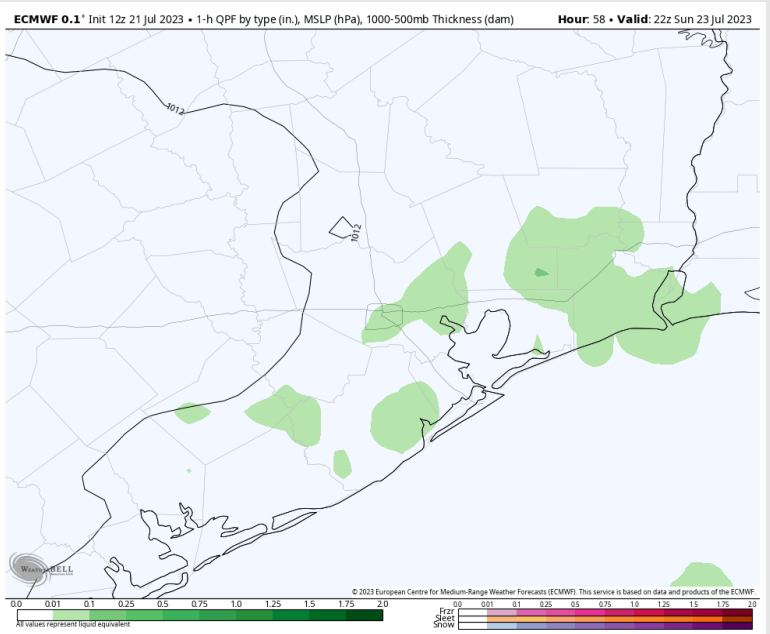 ECMWF 0.1° Init 12z 21 Jul 2023 • 1-h QPF by type (in.), MSLP (hPa), 1000-500mb Thickness (dam) Hour: 58 • Valid: 22z Sun 23 Jul 2023
1012
1012
WeatherBELL
© 2023 European Centre for Medium-Range Weather Forecasts (ECMWF). This service is based on data and products of the ECMWF.
0.0 0.01 0.1 0.25 0.5 0.75 1.0 1.25 1.5 1.75 2.0
All values represent liquid equivalent
0.0 0.01 0.1 0.25 0.5 0.75 1.0 1.25 1.5 1.75 2.0
Frzr
Sleet
Snow